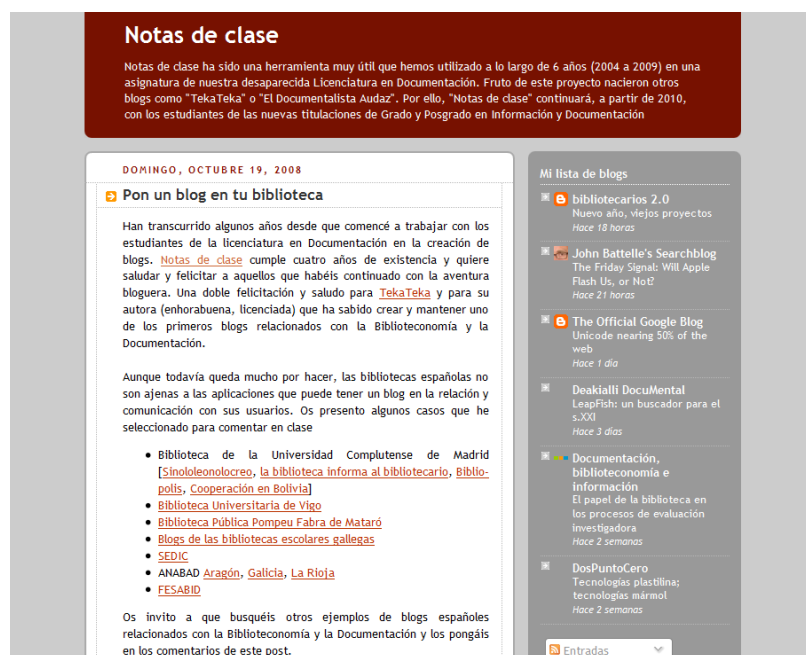 Notas de clase
Notas de clase ha sido una herramienta muy útil que hemos utilizado a lo largo de 6 años (2004 a 2009) en una
asignatura de nuestra desaparecida Licenciatura en Documentación. Fruto de este proyecto nacieron otros
blogs como "TekaTeka" o "El Documentalista Audaz". Por ello, "Notas de clase" continuará, a partir de 2010,
con los estudiantes de las nuevas titulaciones de Grado y Posgrado en Información y Documentación
DOMINGO, OCTUBRE 19, 2008
Pon un blog en tu biblioteca
Han transcurrido algunos años desde que comencé a trabajar con los
estudiantes de la licenciatura en Documentación en la creación de
blogs. Notas de clase cumple cuatro años de existencia y quiere
saludar y felicitar a aquellos que habéis continuado con la aventura
bloguera. Una doble felicitación y saludo para TekaTeka y para su
autora (enhorabuena, licenciada) que ha sabido crear y mantener uno
de los primeros blogs relacionados con la Biblioteconomía y la
Documentación.
Aunque todavía queda mucho por hacer, las bibliotecas españolas no
son ajenas a las aplicaciones que puede tener un blog en la relación y
comunicación con sus usuarios. Os presento algunos casos que he
seleccionado para comentar en clase
Biblioteca de la Universidad Complutense de Madrid
[Sinololeonolocreo, la biblioteca informa al bibliotecario, Biblio-
polis, Cooperación en Bolivia]
Biblioteca Universitaria de Vigo
Biblioteca Pública Pompeu Fabra de Mataró
Blogs de las bibliotecas escolares gallegas
SEDIC
ANABAD Aragón, Galicia, La Rioja
FESABID
Os invito a que busquéis otros ejemplos de blogs españoles
relacionados con la Biblioteconomía y la Documentación y los pongáis
en los comentarios de este post.
Mi lista de blogs
bibliotecarios 2.0
Nuevo año, viejos proyectos
Hace 18 horas
John Battelle's Searchblog
The Friday Signal: Will Apple
Flash Us, or Not?
Hace 21 horas
The Official Google Blog
Unicode nearing 50% of the
web
Hace 1 día
Deakialli DocuMental
LeapFish: un buscador para el
s.XXI
Hace 3 días
Documentación,
biblioteconomía e
información
El papel de la biblioteca en
los procesos de evaluación
investigadora
Hace 2 semanas
DosPuntoCero
Tecnologías plastilina;
tecnologías mármol
Hace 2 semanas
Entradas